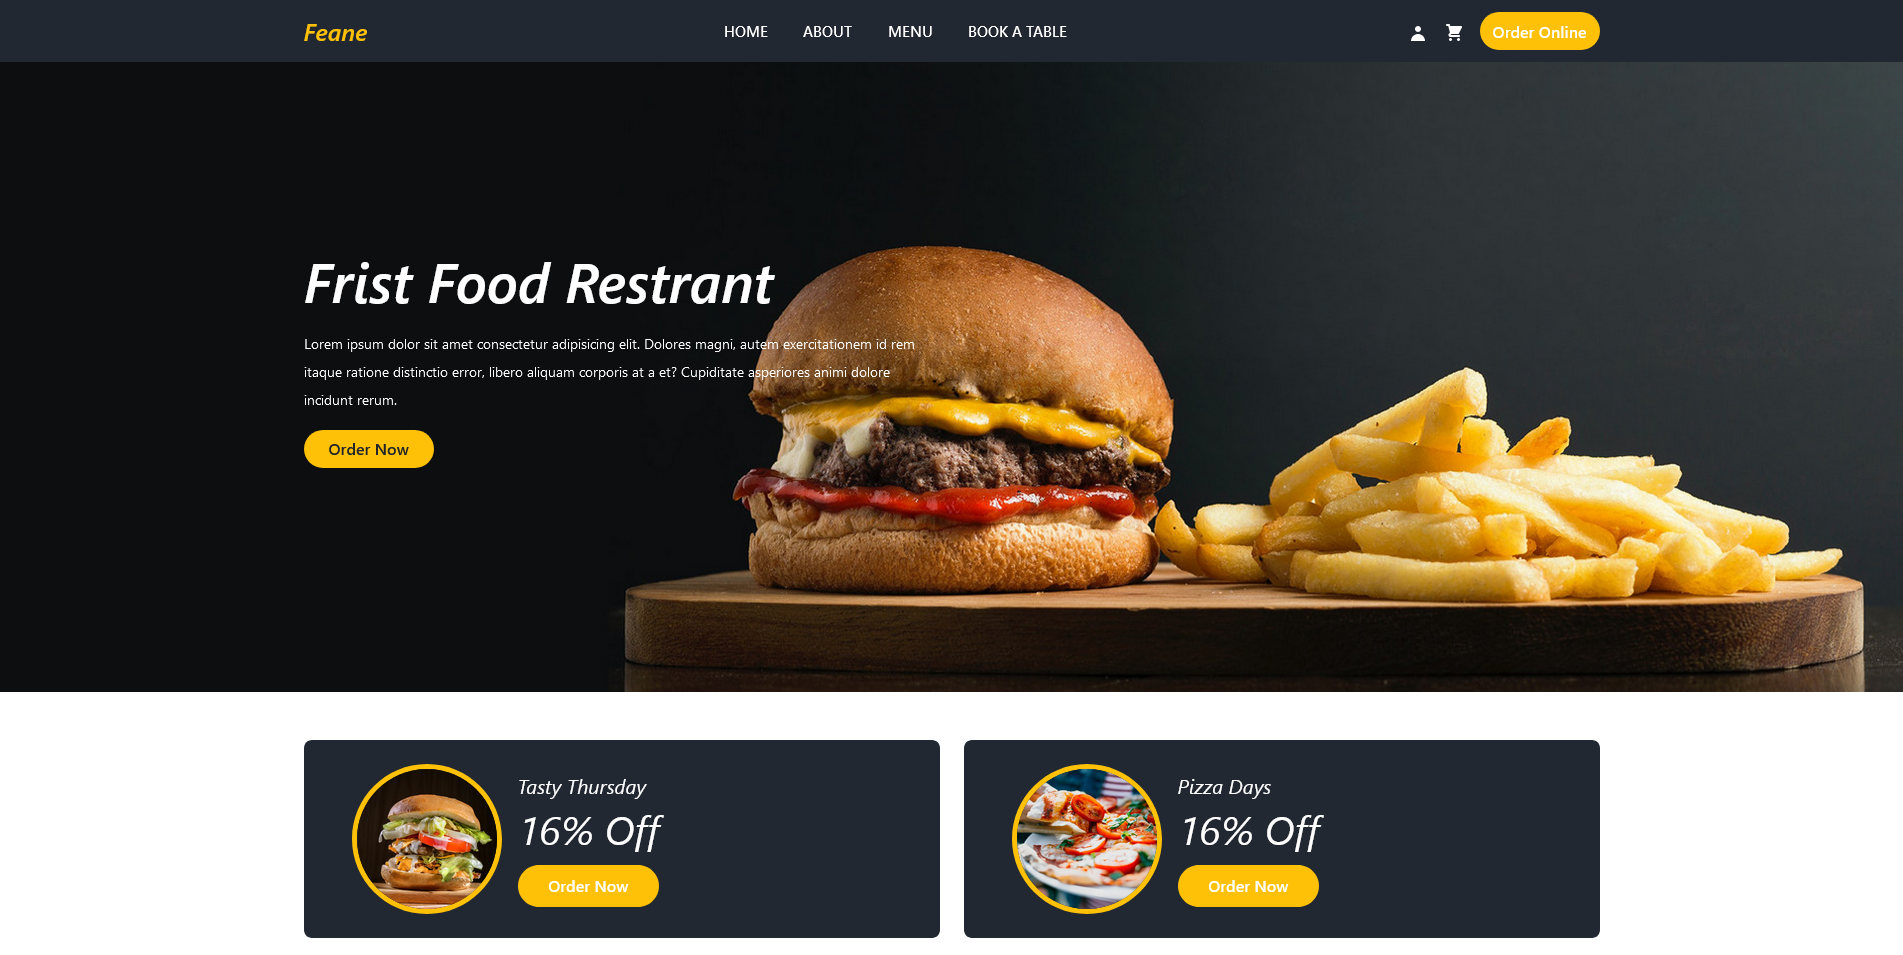 Feane
HOME ABOUT MENU BOOK A TABLE
Order Online
Frist Food Restrant
Lorem ipsum dolor sit amet consectetur adipisicing elit. Dolores magni, autem exercitationem id rem
itaque ratione distinctio error, libero aliquam corporis at a et? Cupiditate asperiores animi dolore
incidunt rerum.
Order Now
Tasty Thursday
16% Off
Order Now
Pizza Days
16% Off
Order Now